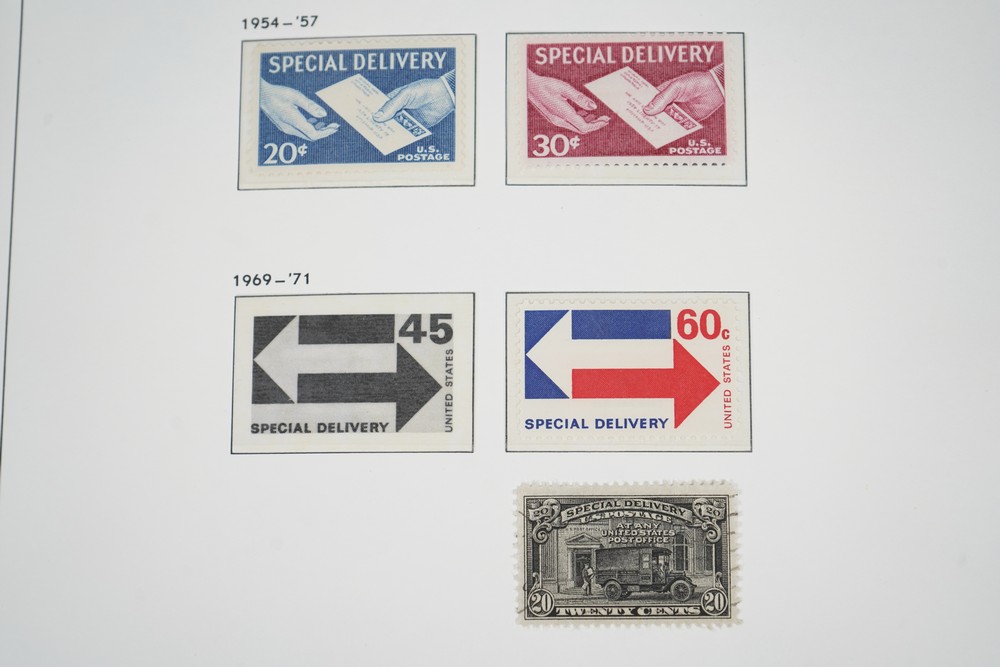 1954–'57
SPECIAL DELIVERY
20¢
U.S.
POSTAGE
SPECIAL DELIVERY
30¢
U.S.
POSTAGE
1969–'71
45
UNITED STATES
SPECIAL DELIVERY
60c
UNITED STATES
SPECIAL DELIVERY
20 SPECIAL DELIVERY 20
U.S. POSTAGE
AT ANY
UNITED STATES
POST OFFICE
20 TWENTY CENTS 20